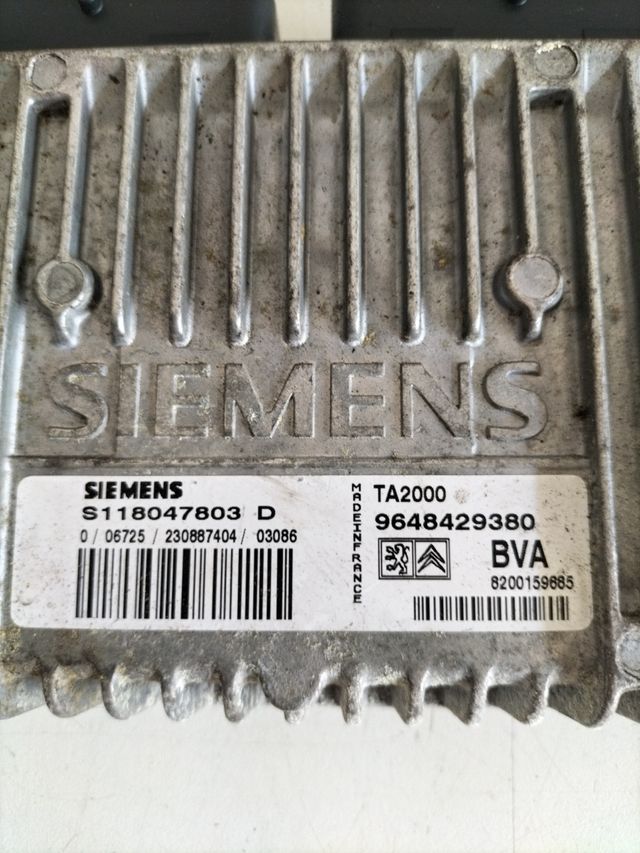 SIEMENS
SIEMENS
S118047803 D
0 / 06725 / 230887404 / 03086
MADEINFRANCE
TA2000
9648429380
BVA
8200159665